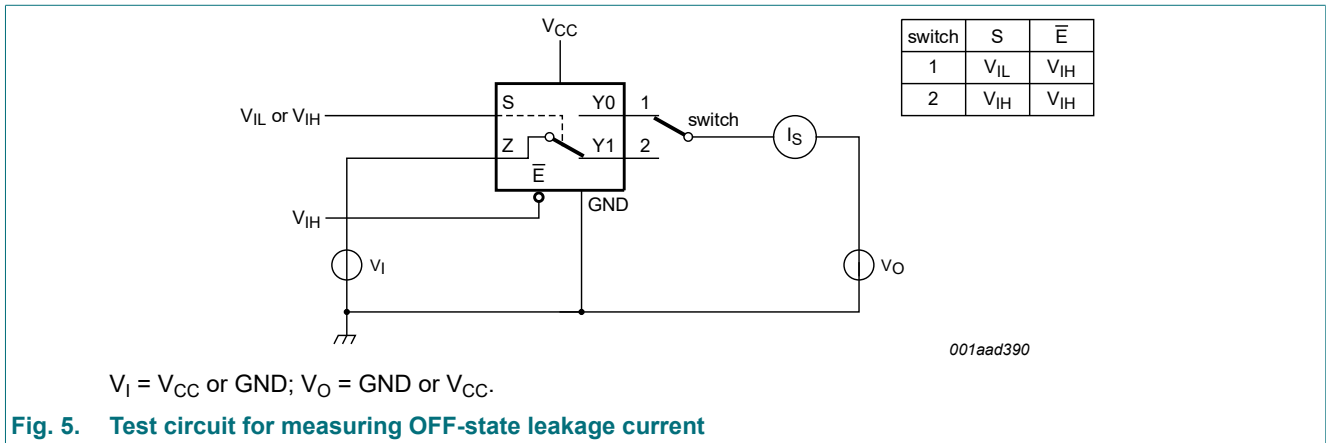 VCC
switch S E̅
1 VIL VIH
2 VIH VIH
VIL or VIH
S Y0 1
switch
IS
Z Y1 2
E̅
GND
VIH
VI
VO
001aad390
VI = VCC or GND; VO = GND or VCC.
Fig. 5. Test circuit for measuring OFF-state leakage current